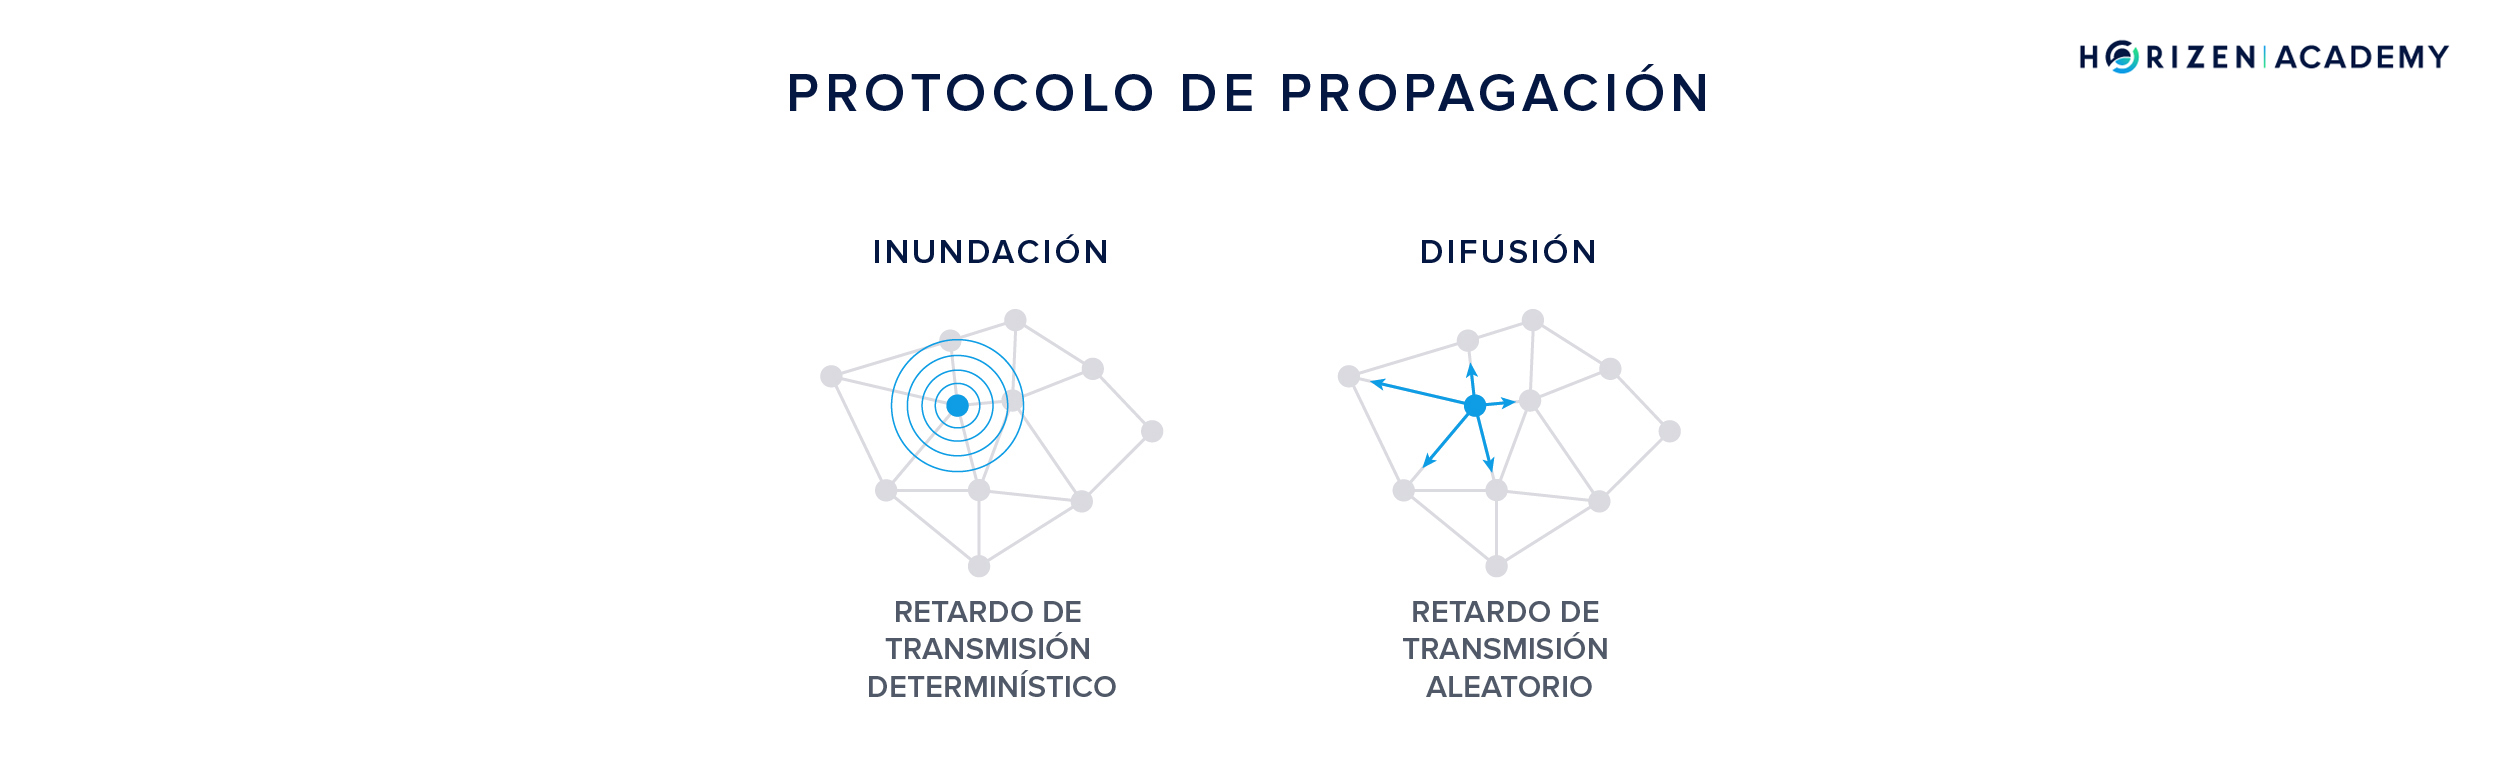 PROTOCOLO DE PROPAGACIÓN
HORIZEN | ACADEMY
INUNDACIÓN
DIFUSIÓN
RETARDO DE
TRANSMISIÓN
DETERMINÍSTICO
RETARDO DE
TRANSMISIÓN
ALEATORIO